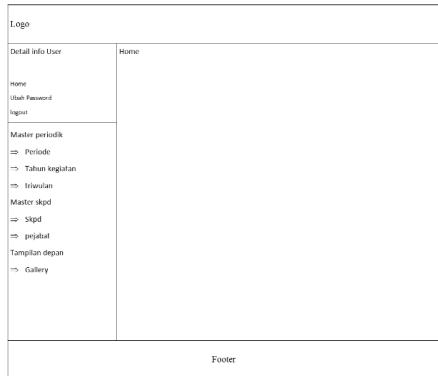 Logo
Detail info User
Home
Home
Ubah Password
logout
Master periodik
⇒ Periode
⇒ Tahun kegiatan
⇒ triwulan
Master skpd
⇒ Skpd
⇒ pejabat
Tampilan depan
⇒ Gallery
Footer